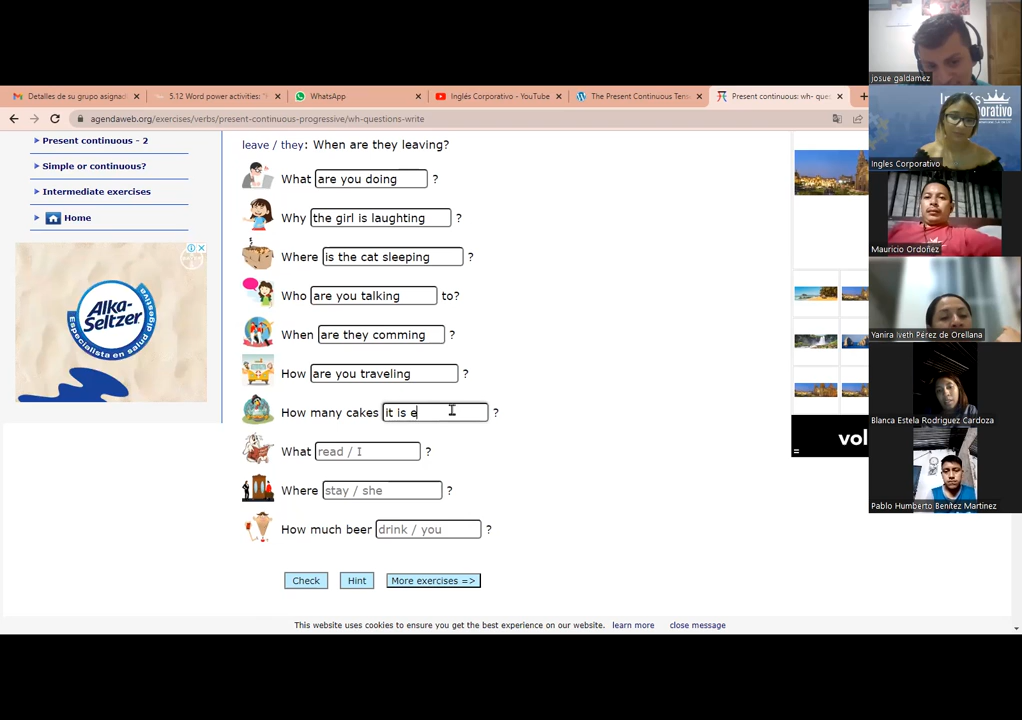 josue galdamez
Detalles de su grupo asignad
5.12 Word power activities: "
WhatsApp
Inglés Corporativo - YouTube
The Present Continuous Tens
Present continuous: wh- ques
agendaweb.org/exercises/verbs/present-continuous-progressive/wh-questions-write
Ingles Corporativo
Present continuous - 2
Simple or continuous?
Intermediate exercises
Home
Alka-
Seltzer
leave / they: When are they leaving?
What are you doing ?
Why the girl is laughting ?
Where is the cat sleeping ?
Who are you talking to?
When are they comming ?
How are you traveling ?
How many cakes it is e ?
What read / I ?
Where stay / she ?
How much beer drink / you ?
Check Hint More exercises =>
This website uses cookies to ensure you get the best experience on our website. learn more close message
vol
Mauricio Ordoñez
Yanira Iveth Pérez de Orellana
Blanca Estela Rodriguez Cardoza
Pablo Humberto Benítez Martínez